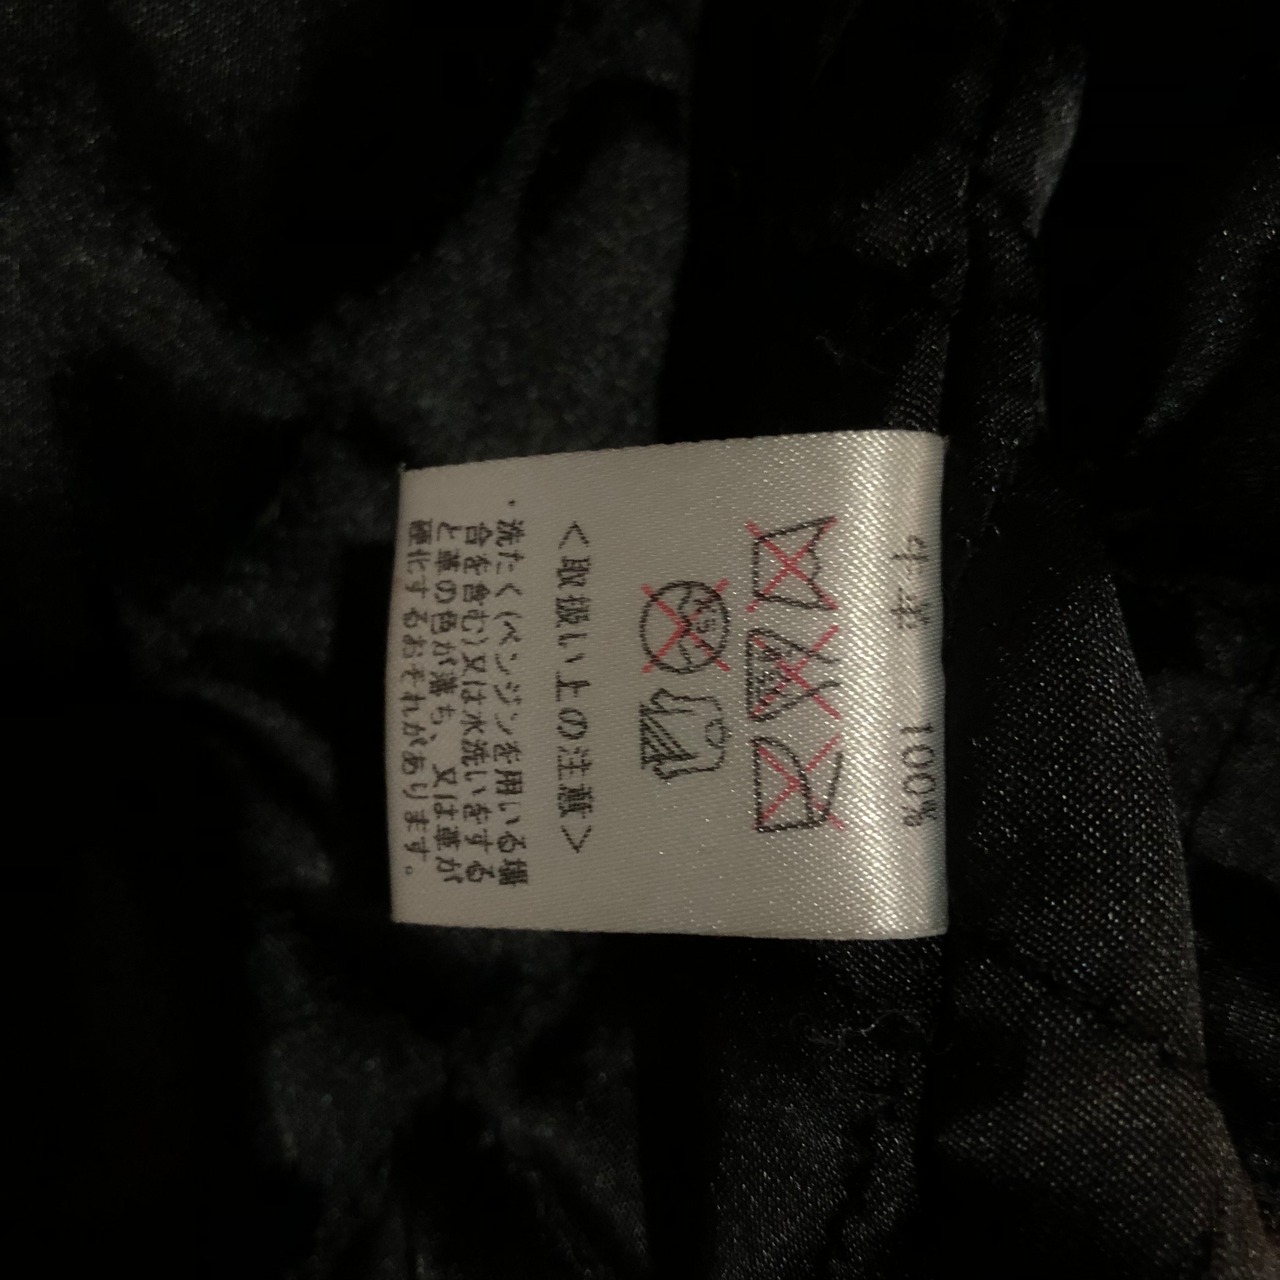 牛革 100%
<取扱い上の注意>
・洗たく(ベンジンを用いる場
合を含む)又は水洗いをする
と革の色が落ち、又は革が
硬化するおそれがあります。